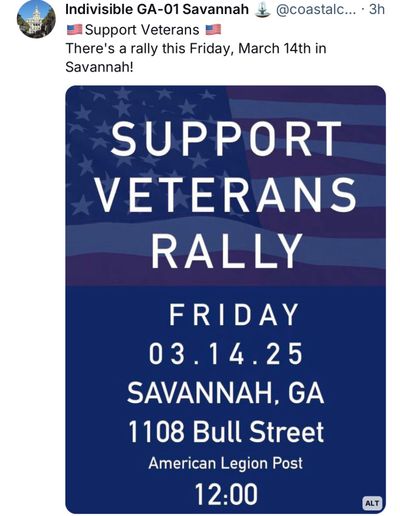 Indivisible GA-01 Savannah @coastalc... · 3h
🇺🇸Support Veterans 🇺🇸
There's a rally this Friday, March 14th in
Savannah!
SUPPORT
VETERANS
RALLY
FRIDAY
03.14.25
SAVANNAH, GA
1108 Bull Street
American Legion Post
12:00
ALT